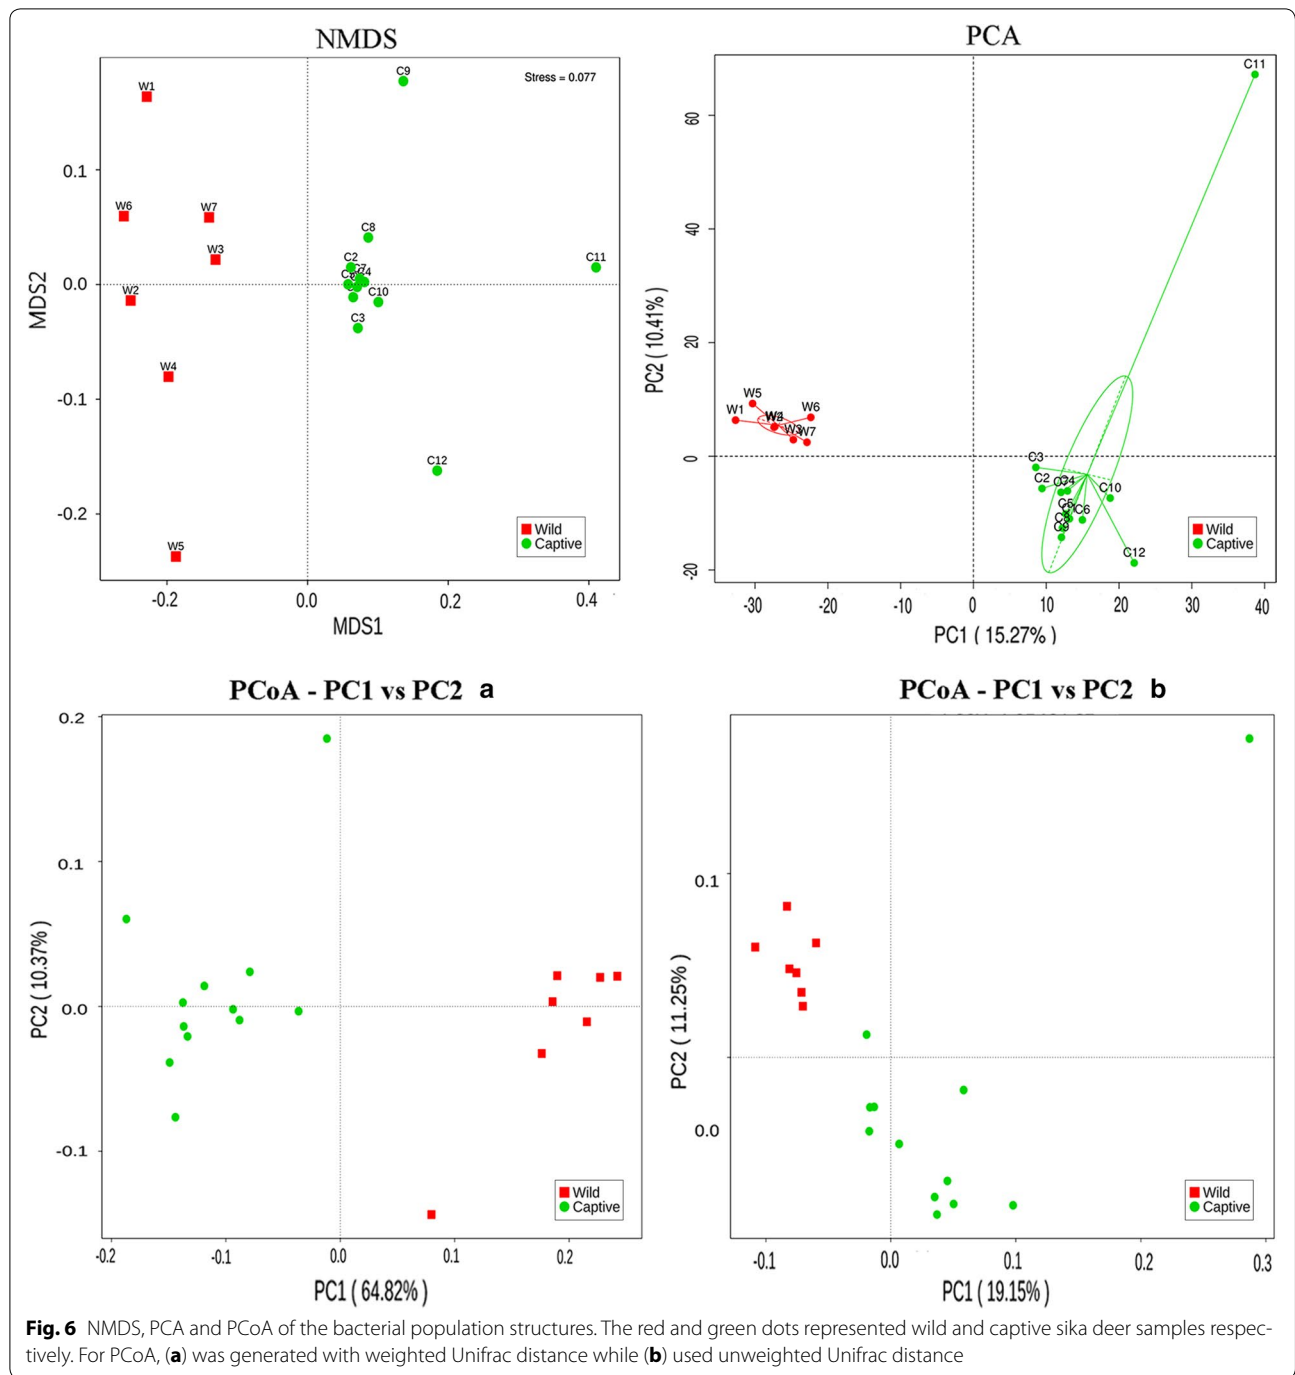 NMDS
Stress = 0.077
C9
W1
0.1
W6
W7
C8
W3
C2
C11
0.0
W2
C10
C3
W4
-0.1
C12
-0.2
W5
Wild
Captive
-0.2 0.0 0.2 0.4
MDS1
MDS2
PCA
C11
60
40
20
W5
W1
W6
W7
0
C3
C2
C10
C6
C9
C12
-20
Wild
Captive
-30 -20 -10 0 10 20 30 40
PC1 ( 15.27% )
PC2 ( 10.41% )
PCoA - PC1 vs PC2 a
0.2
0.1
0.0
-0.1
Wild
Captive
-0.2 -0.1 0.0 0.1 0.2
PC1 ( 64.82% )
PC2 ( 10.37% )
PCoA - PC1 vs PC2 b
0.1
0.0
Wild
Captive
-0.1 0.0 0.1 0.2 0.3
PC1 ( 19.15% )
PC2 ( 11.25% )
Fig. 6 NMDS, PCA and PCoA of the bacterial population structures. The red and green dots represented wild and captive sika deer samples respec-
tively. For PCoA, (a) was generated with weighted Unifrac distance while (b) used unweighted Unifrac distance